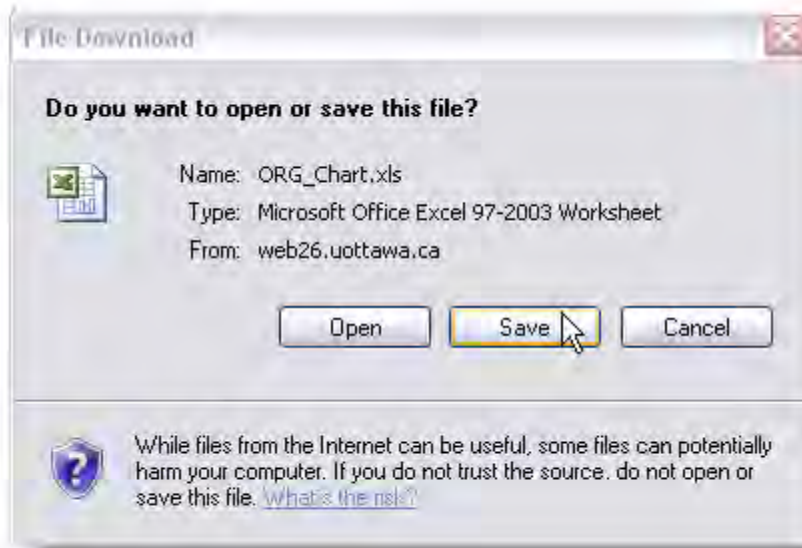 File Download
Do you want to open or save this file?
Name: ORG_Chart.xls
Type: Microsoft Office Excel 97-2003 Worksheet
From: web26.uottawa.ca
Open Save Cancel
While files from the Internet can be useful, some files can potentially
harm your computer. If you do not trust the source, do not open or
save this file. What's the risk?